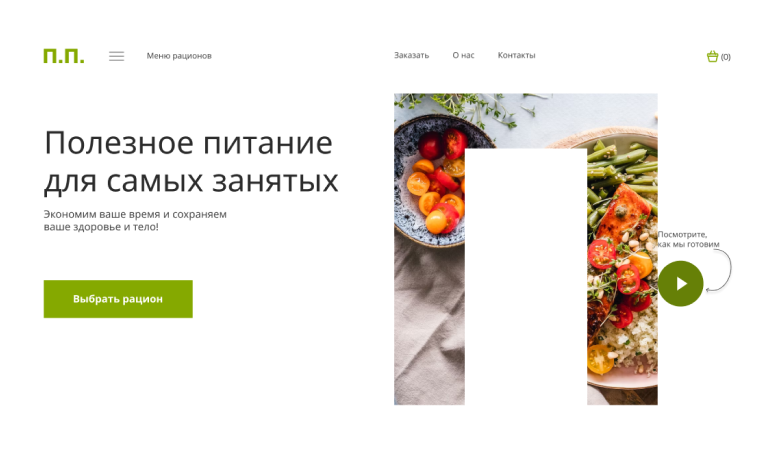 П.П.
Меню рационов
Заказать
О нас
Контакты
(0)
Полезное питание
для самых занятых
Экономим ваше время и сохраняем
ваше здоровье и тело!
Выбрать рацион
Посмотрите,
как мы готовим